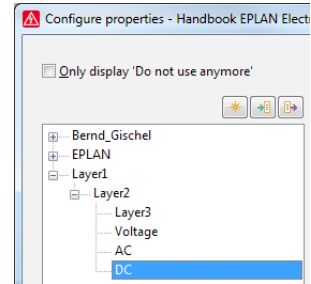 Configure properties - Handbook EPLAN Electri
Only display 'Do not use anymore'
Bernd_Gischel
EPLAN
Layer1
Layer2
Layer3
Voltage
AC
DC